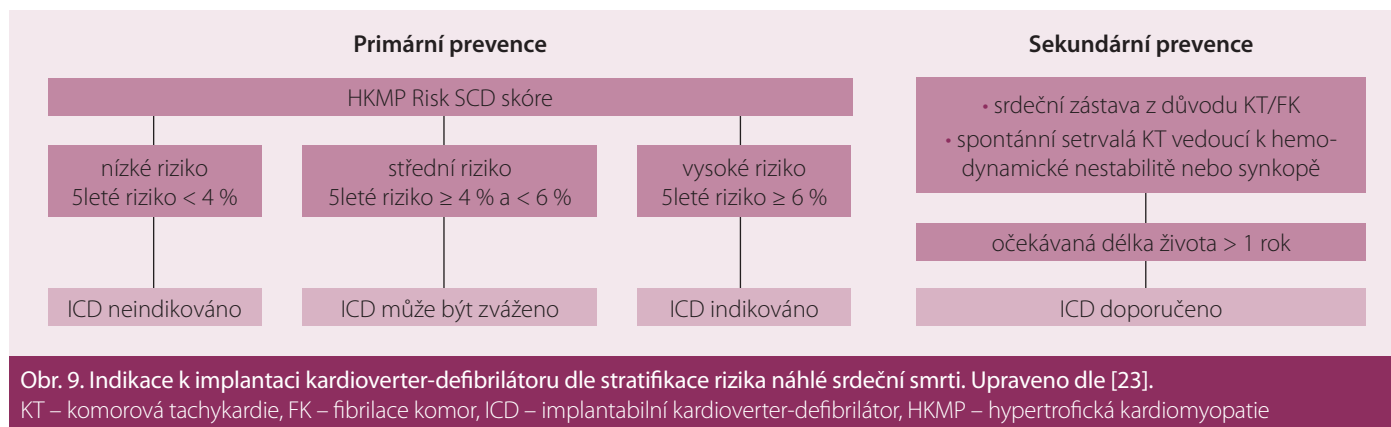 Primární prevence
HKMP Risk SCD skóre
nízké riziko
5leté riziko < 4 %
střední riziko
5leté riziko ≥ 4 % a < 6 %
vysoké riziko
5leté riziko ≥ 6 %
ICD neindikováno
ICD může být zváženo
ICD indikováno
Sekundární prevence
• srdeční zástava z důvodu KT/FK
• spontánní setrvalá KT vedoucí k hemo-
dynamické nestabilitě nebo synkopě
očekávaná délka života > 1 rok
ICD doporučeno
Obr. 9. Indikace k implantaci kardioverter-defibrilátoru dle stratifikace rizika náhlé srdeční smrti. Upraveno dle [23].
KT – komorová tachykardie, FK – fibrilace komor, ICD – implantabilní kardioverter-defibrilátor, HKMP – hypertrofická kardiomyopatie